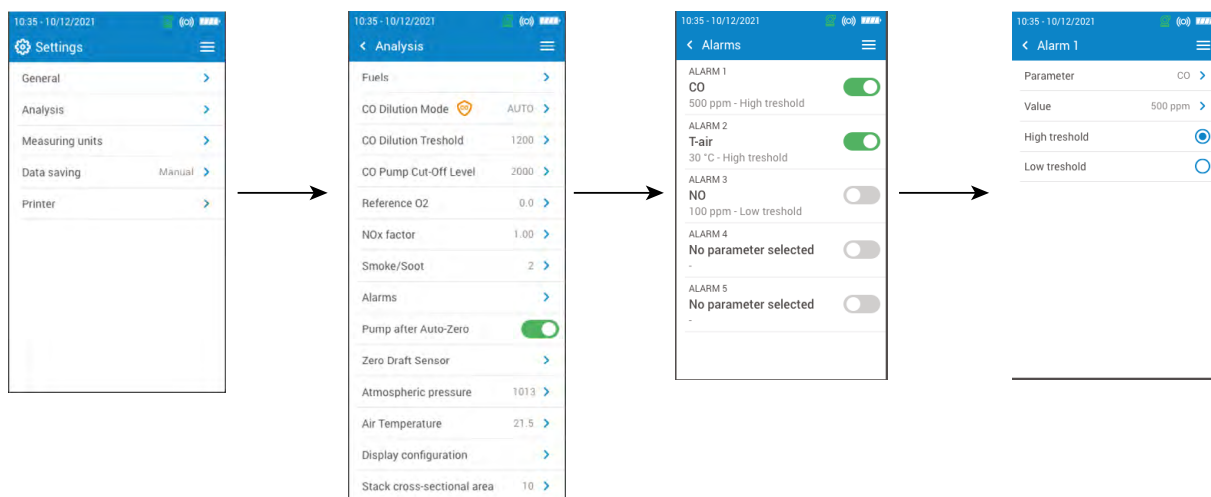 10:35 - 10/12/2021
Settings
General
Analysis
Measuring units
Data saving Manual
Printer
10:35 - 10/12/2021
Analysis
Fuels
CO Dilution Mode CO AUTO
CO Dilution Treshold 1200
CO Pump Cut-Off Level 2000
Reference O2 0.0
NOx factor 1.00
Smoke/Soot 2
Alarms
Pump after Auto-Zero
Zero Draft Sensor
Atmospheric pressure 1013
Air Temperature 21.5
Display configuration
Stack cross-sectional area 10
10:35 - 10/12/2021
Alarms
ALARM 1
CO
500 ppm - High treshold
ALARM 2
T-air
30 °C - High treshold
ALARM 3
NO
100 ppm - Low treshold
ALARM 4
No parameter selected
-
ALARM 5
No parameter selected
-
10:35 - 10/12/2021
Alarm 1
Parameter CO
Value 500 ppm
High treshold
Low treshold